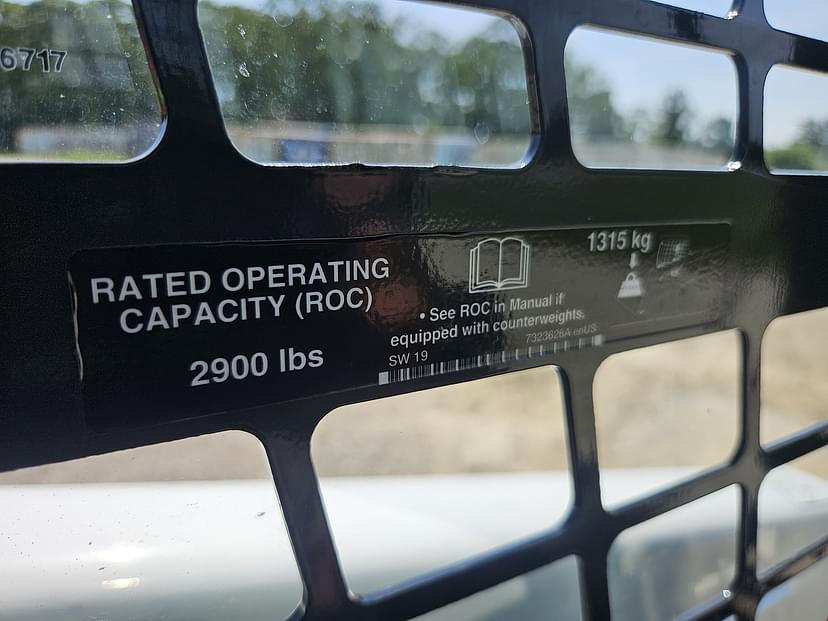 6717
RATED OPERATING
CAPACITY (ROC)
2900 lbs
• See ROC in Manual if
equipped with counterweights.
7323626A enUS
SW 19
1315 kg